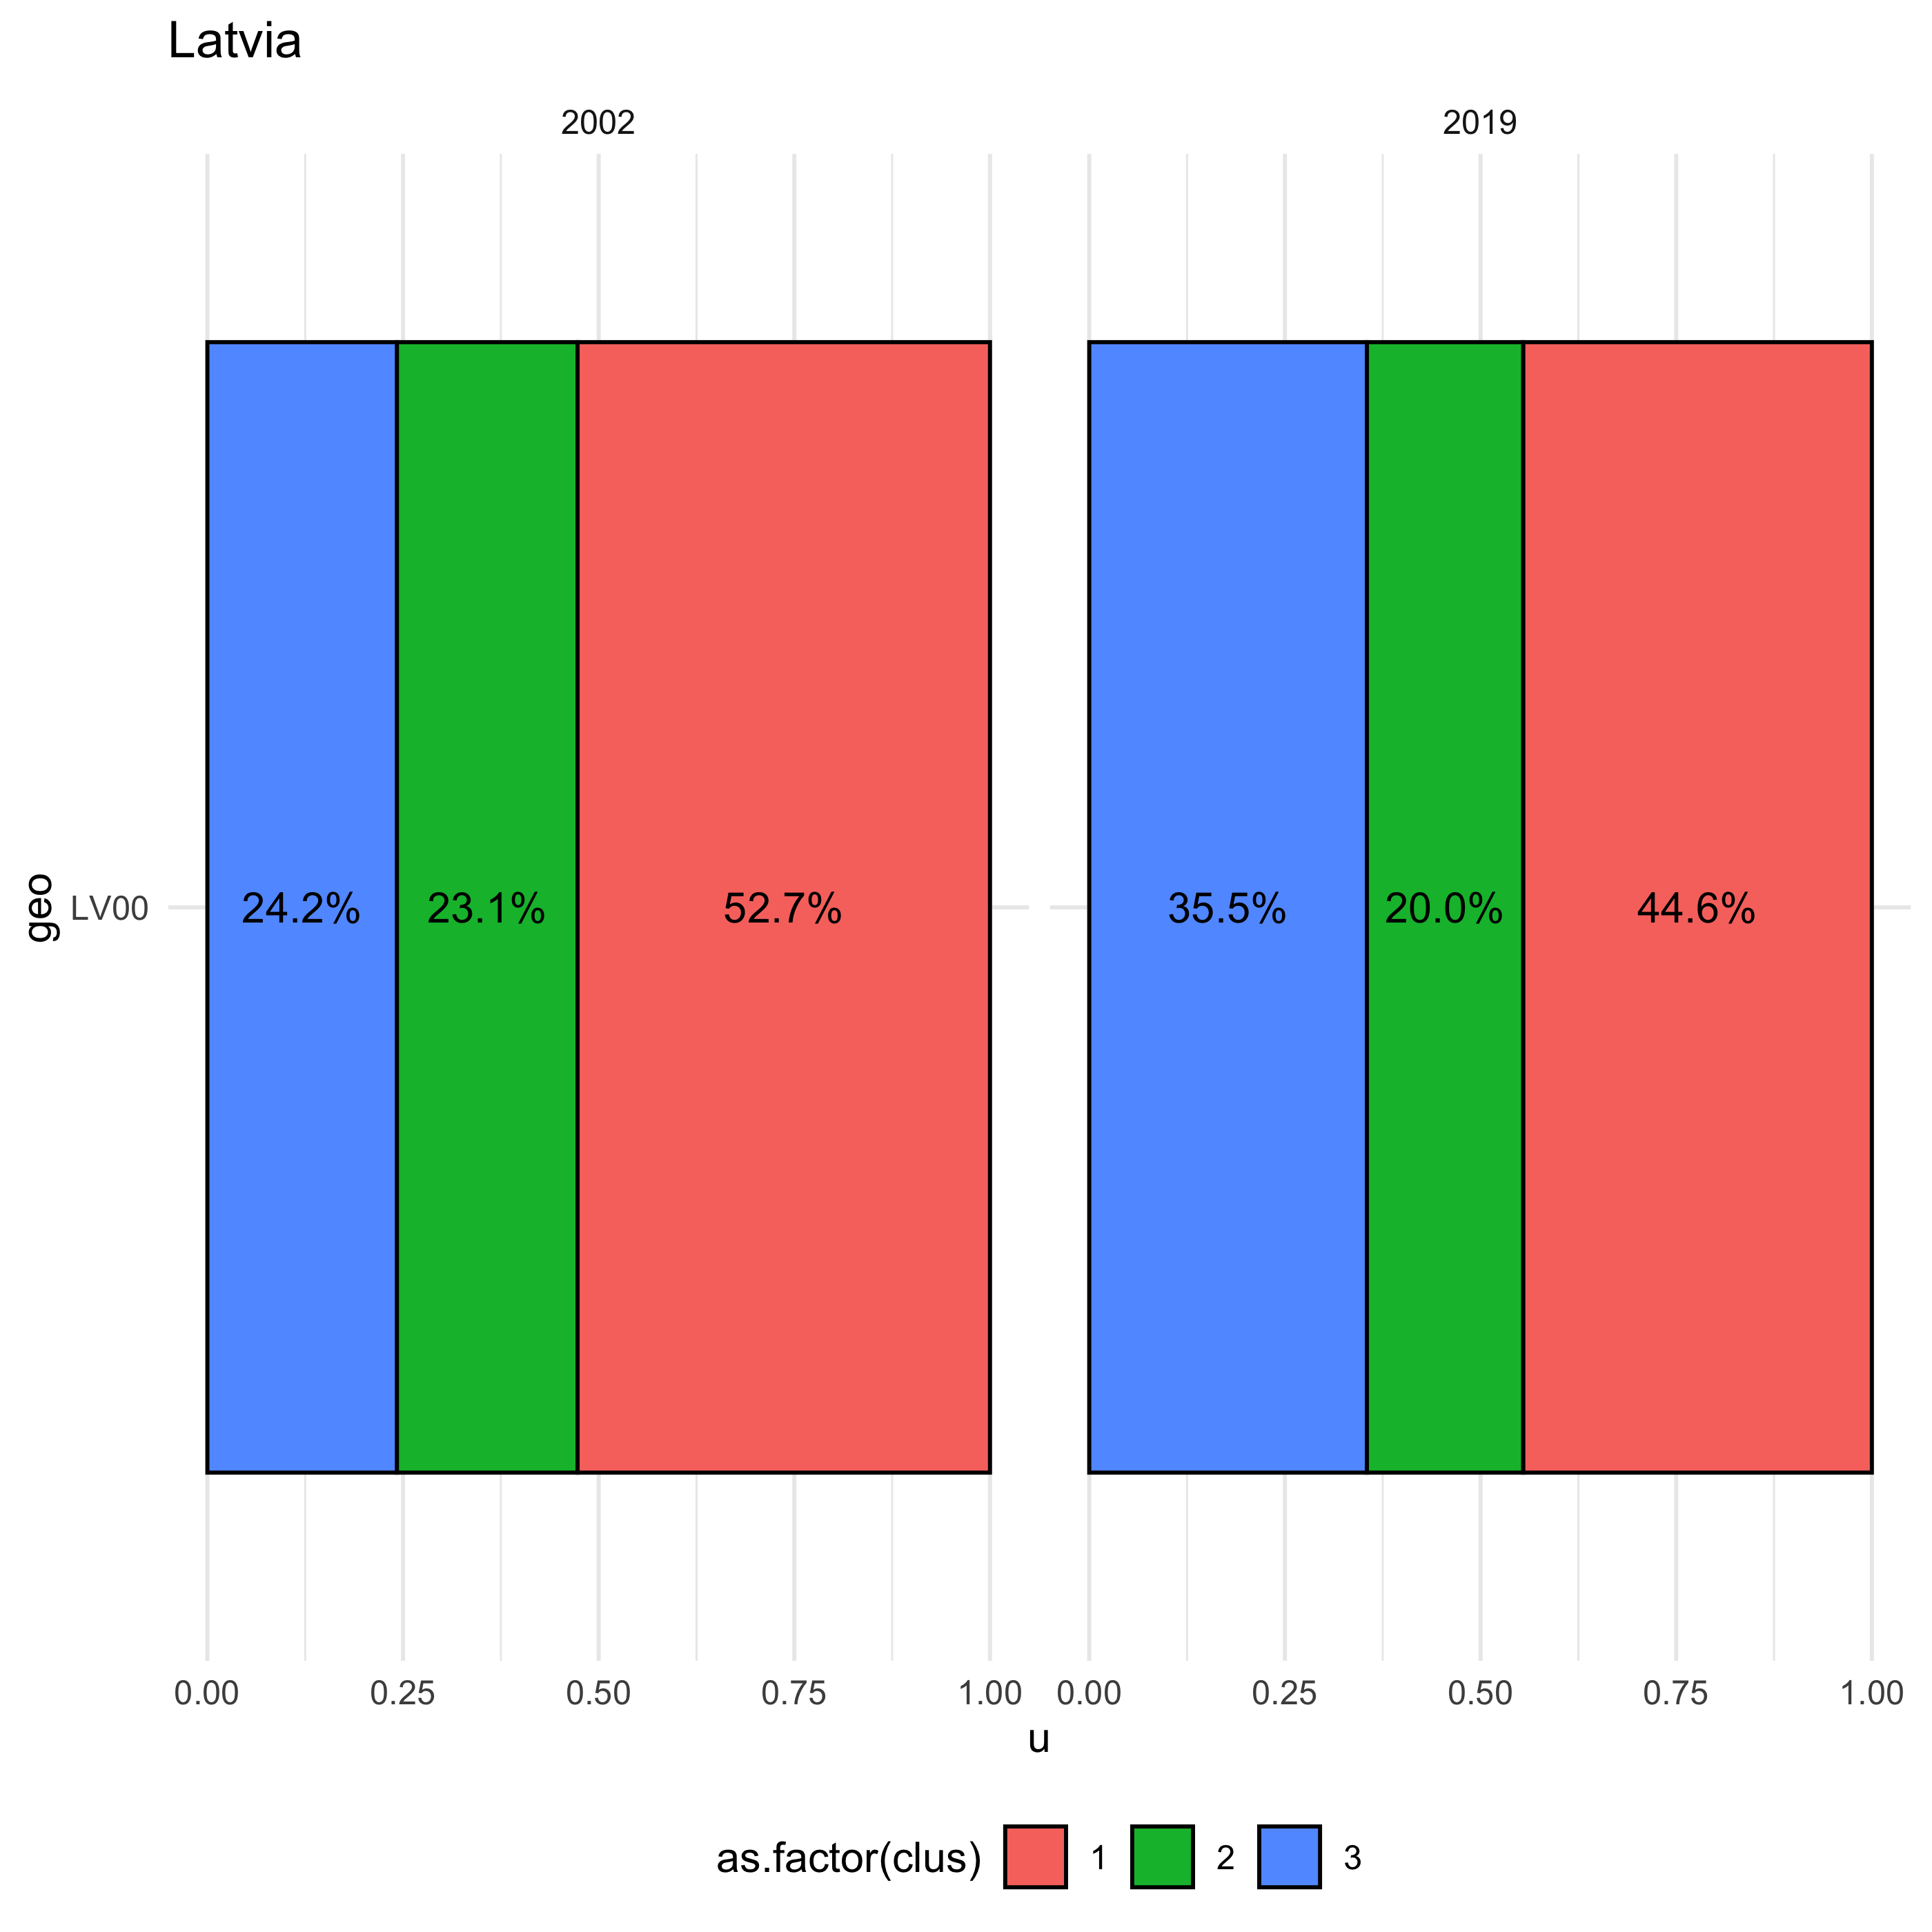 Latvia
2002 2019
geo
LV00
24.2% 23.1% 52.7% 35.5% 20.0% 44.6%
0.00 0.25 0.50 0.75 1.00 0.00 0.25 0.50 0.75 1.00
u
as.factor(clus) 1 2 3